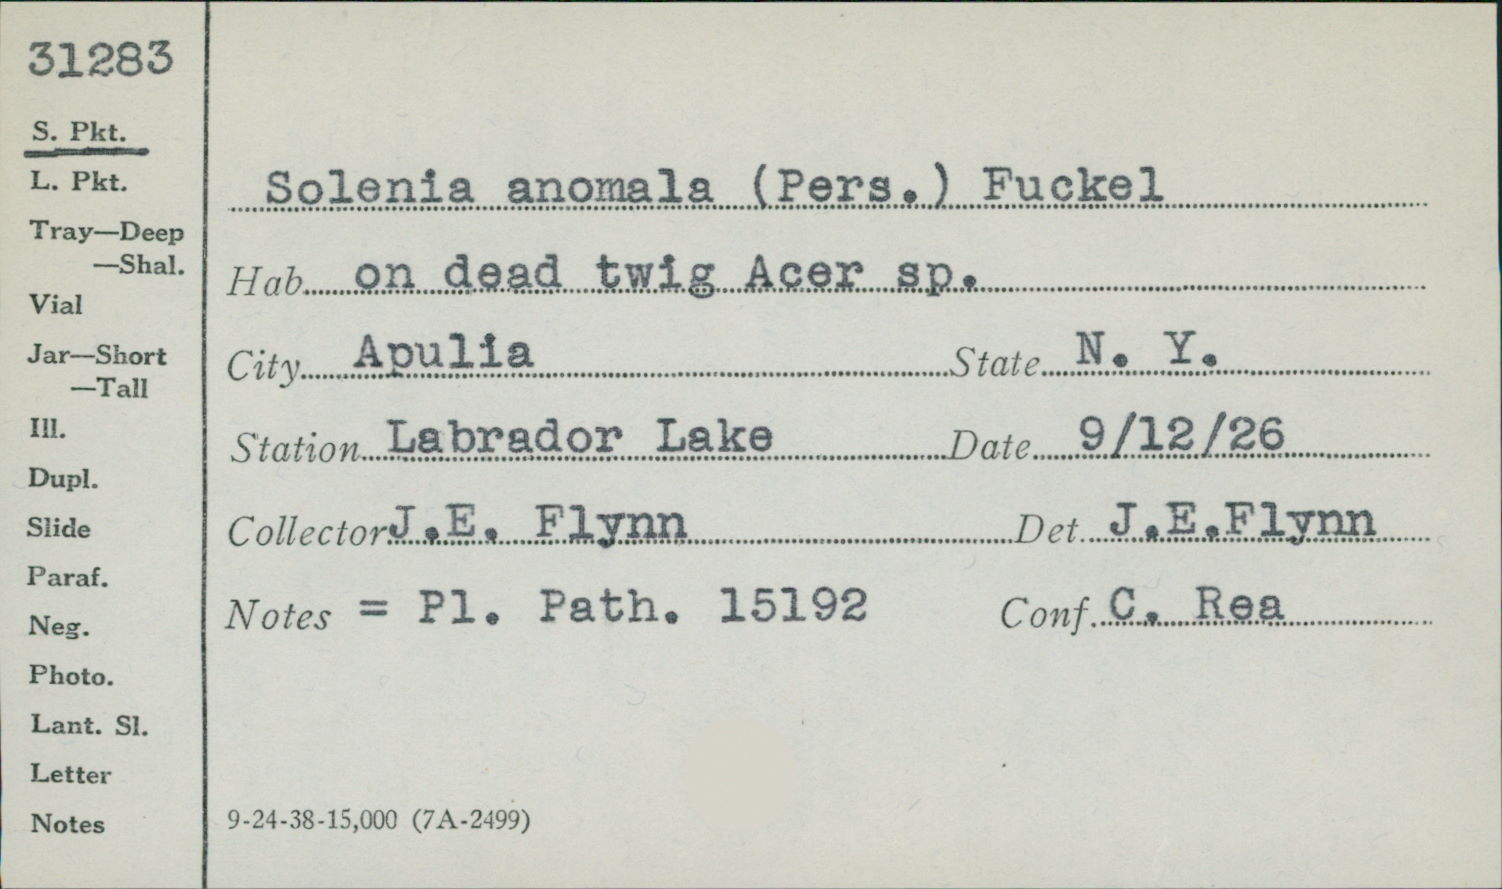 31283
S. Pkt.
L. Pkt.
Tray—Deep
—Shal.
Vial
Jar—Short
—Tall
Ill.
Dupl.
Slide
Paraf.
Neg.
Photo.
Lant. Sl.
Letter
Notes
Solenia anomala (Pers.) Fuckel
Hab. on dead twig Acer sp.
City Apulia State N. Y.
Station Labrador Lake Date 9/12/26
Collector J.E. Flynn Det. J.E.Flynn
Notes = Pl. Path. 15192 Conf. C. Rea
9-24-38-15,000 (7A-2499)